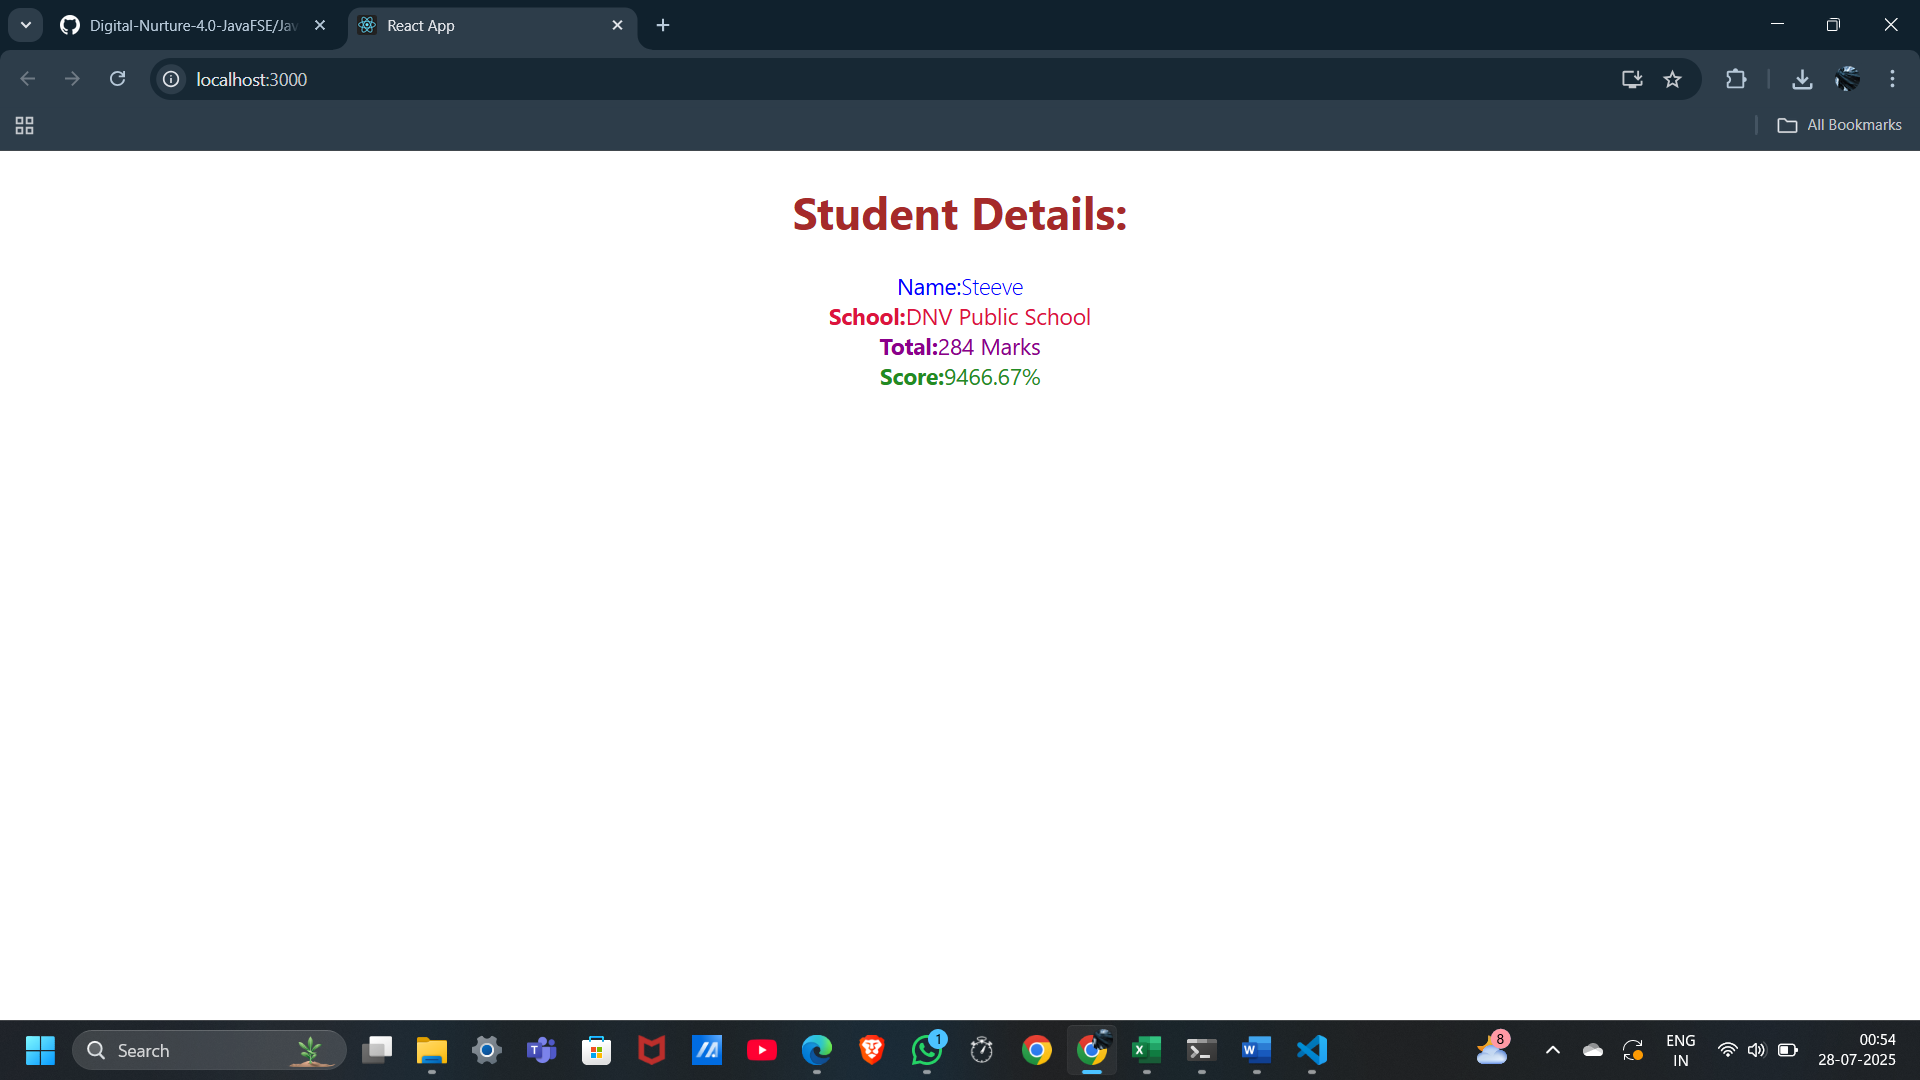 Digital-Nurture-4.0-JavaFSE/Jav
React App
localhost:3000
All Bookmarks
Student Details:
Name:Steeve
School:DNV Public School
Total:284 Marks
Score:9466.67%
Search
1
8
ENG
IN
00:54
28-07-2025